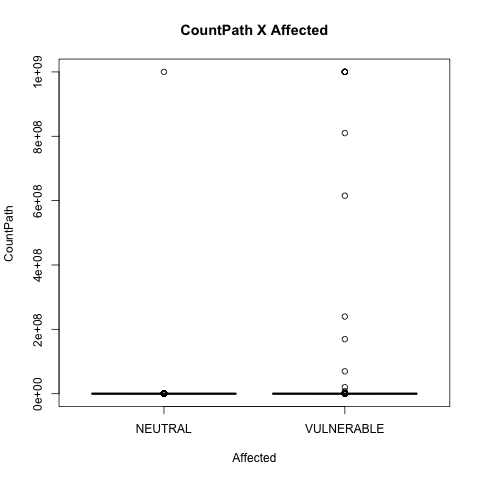 CountPath X Affected
1e+09
8e+08
6e+08
4e+08
2e+08
0e+00
CountPath
NEUTRAL VULNERABLE
Affected